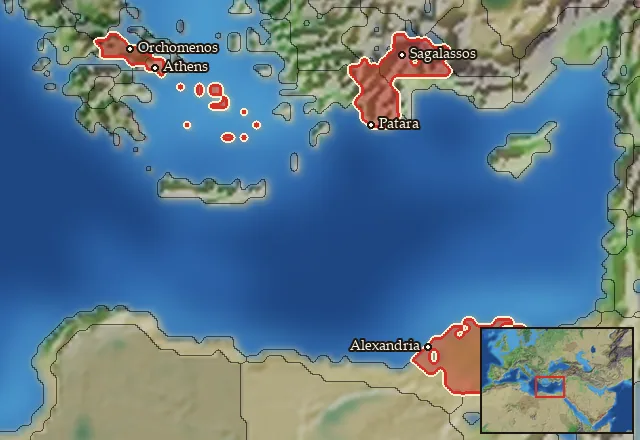 Orchomenos
Sagalassos
Athens
Patara
Alexandria